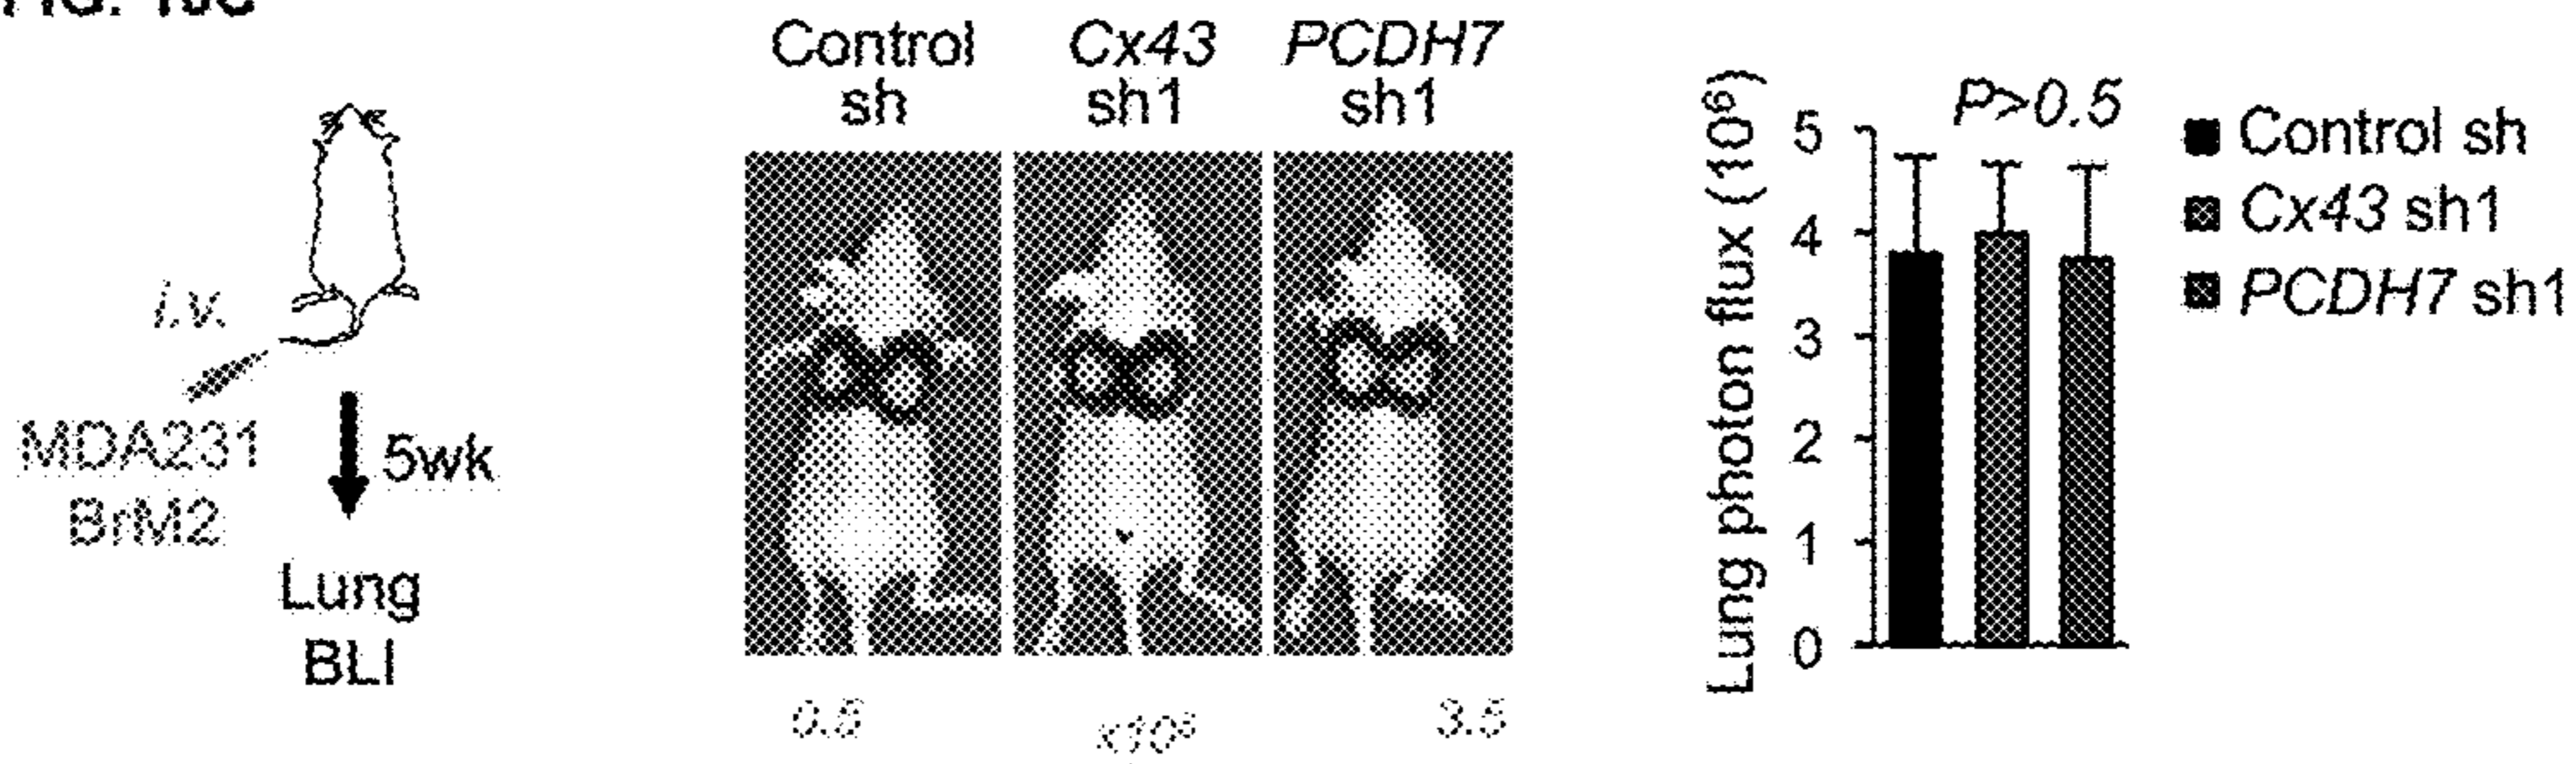 Control
sh
Cx43
sh1
PCDH7
sh1
i.v.
MDA231
BrM2
5wk
Lung
BLI
0.5
3.5
Lung photon flux (10⁶)
5
4
3
2
1
0
P>0.5
Control sh
Cx43 sh1
PCDH7 sh1